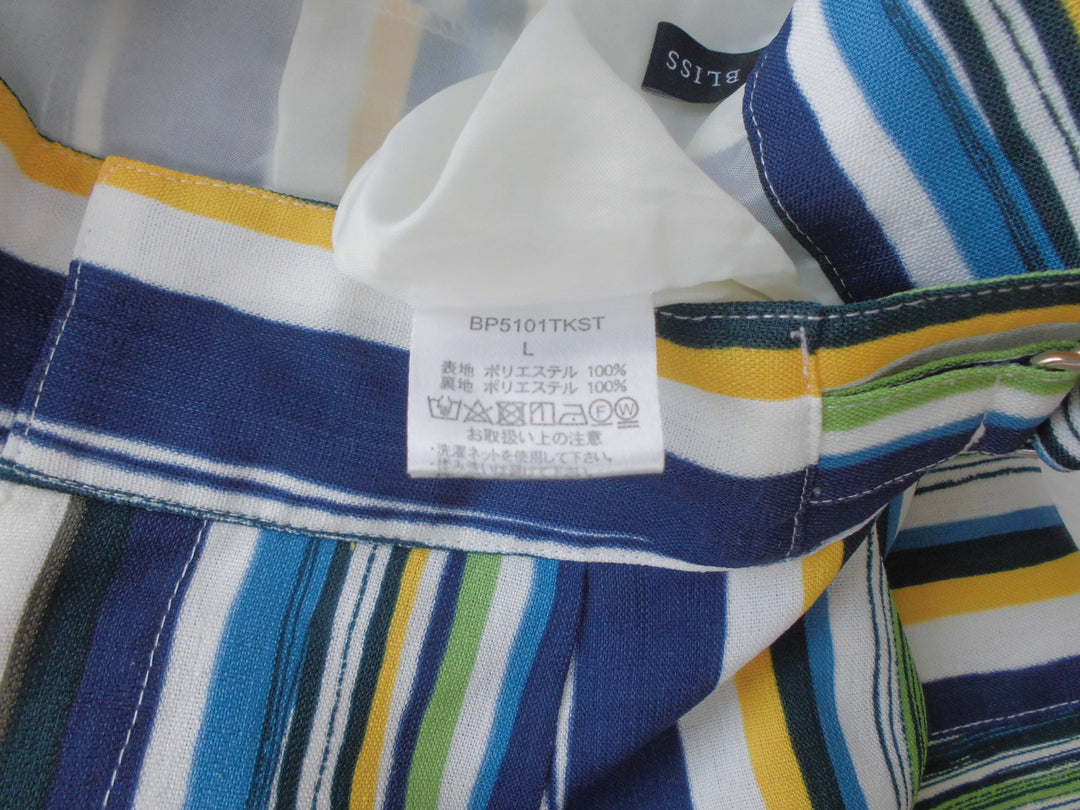 BLISS
BP5101TKST
L
表地 ポリエステル 100%
裏地 ポリエステル 100%
お取扱い上の注意
・洗濯ネットを使用して下さい。